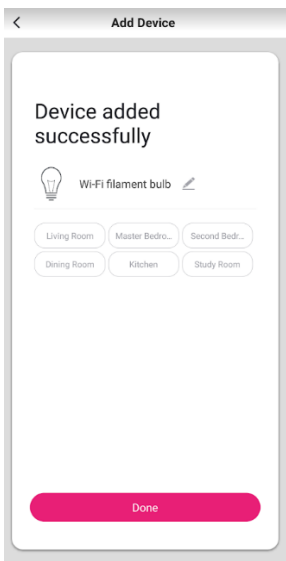 Add Device
Device added
successfully
Wi-Fi filament bulb
Living Room Master Bedro... Second Bedr...
Dining Room Kitchen Study Room
Done